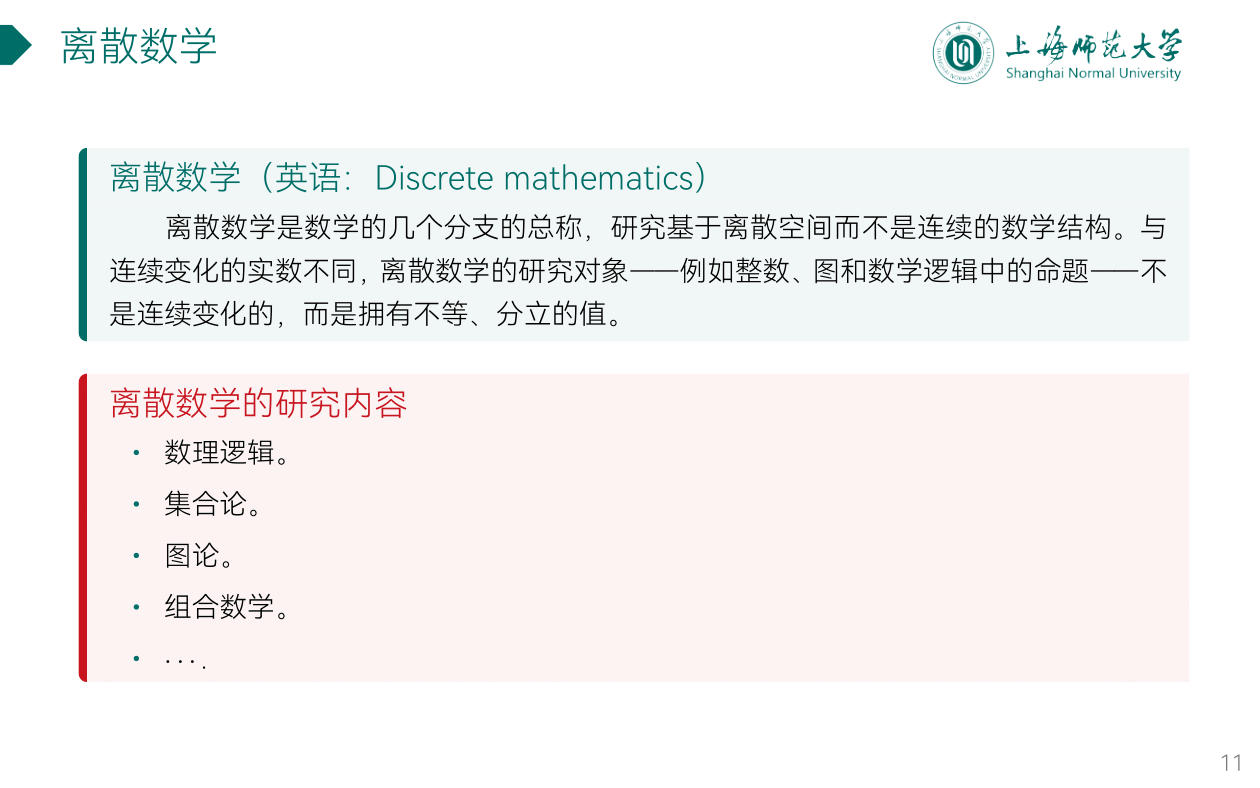 离散数学
上海师范大学
Shanghai Normal University
离散数学（英语：Discrete mathematics）
离散数学是数学的几个分支的总称，研究基于离散空间而不是连续的数学结构。与
连续变化的实数不同，离散数学的研究对象——例如整数、图和数学逻辑中的命题——不
是连续变化的，而是拥有不等、分立的值。
离散数学的研究内容
• 数理逻辑。
• 集合论。
• 图论。
• 组合数学。
• ··· .
11